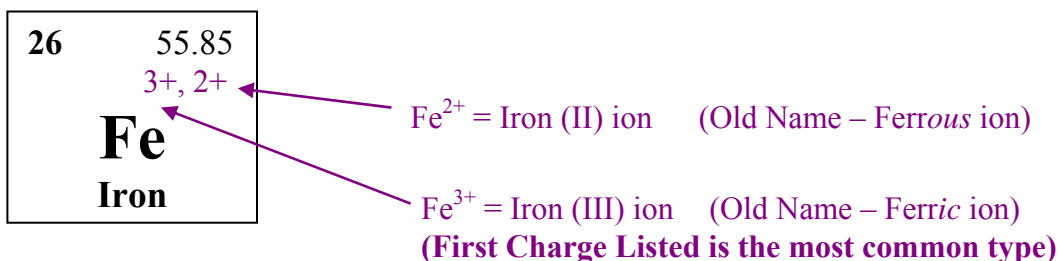 26 55.85
3+, 2+
Fe
Iron
Fe²⁺ = Iron (II) ion (Old Name – Ferrous ion)
Fe³⁺ = Iron (III) ion (Old Name – Ferric ion)
(First Charge Listed is the most common type)